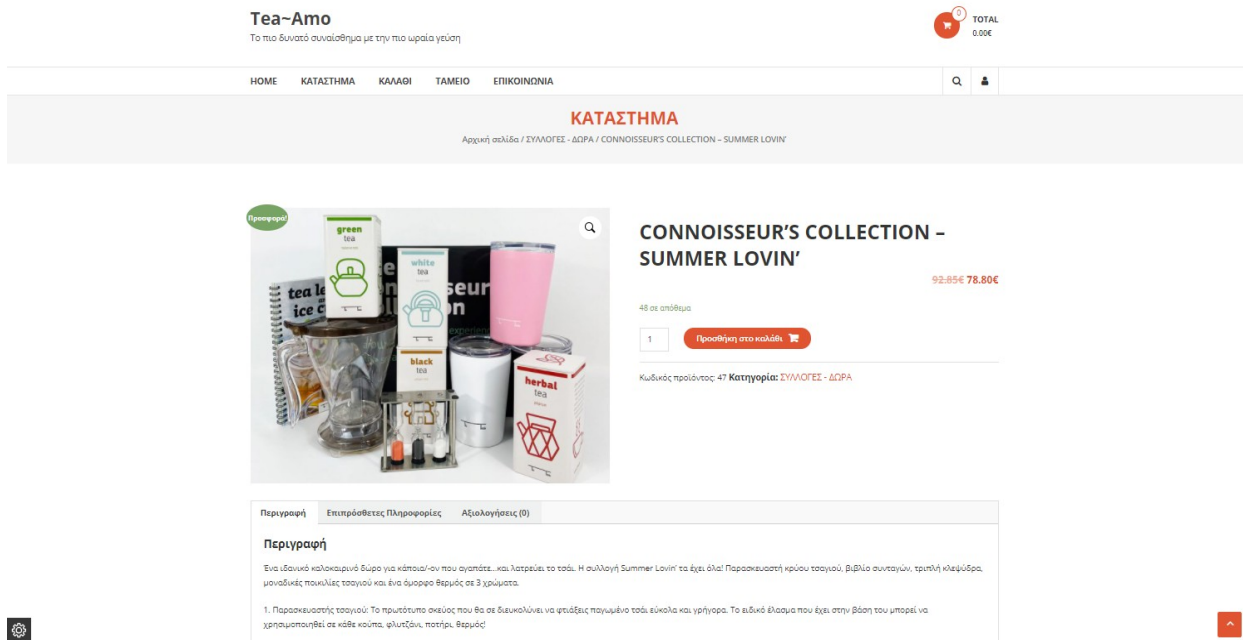 Tea~Amo
Το πιο δυνατό συναίσθημα με την πιο ωραία γεύση
0
TOTAL
0.00€
HOME ΚΑΤΑΣΤΗΜΑ ΚΑΛΑΘΙ ΤΑΜΕΙΟ ΕΠΙΚΟΙΝΩΝΙΑ
ΚΑΤΑΣΤΗΜΑ
Αρχική σελίδα / ΣΥΛΛΟΓΕΣ - ΔΩΡΑ / CONNOISSEUR'S COLLECTION – SUMMER LOVIN'
Προσφορά!
green
tea
white
tea
tea le
ice c
seur
on
experien
black
tea
herbal
tea
CONNOISSEUR'S COLLECTION –
SUMMER LOVIN'
92.85€ 78.80€
48 σε απόθεμα
1
Προσθήκη στο καλάθι
Κωδικός προϊόντος: 47 Κατηγορία: ΣΥΛΛΟΓΕΣ - ΔΩΡΑ
Περιγραφή Επιπρόσθετες Πληροφορίες Αξιολογήσεις (0)
Περιγραφή
Ένα ιδανικό καλοκαιρινό δώρο για κάποια/-ον που αγαπάτε...και λατρεύει το τσάι. Η συλλογή Summer Lovin' τα έχει όλα! Παρασκευαστή κρύου τσαγιού, βιβλίο συνταγών, τριπλή κλεψύδρα,
μοναδικές ποικιλίες τσαγιού και ένα όμορφο θερμός σε 3 χρώματα.
1. Παρασκευαστής τσαγιού: Το πρωτότυπο σκεύος που θα σε διευκολύνει να φτιάξεις παγωμένο τσάι εύκολα και γρήγορα. Το ειδικό έλασμα που έχει στην βάση του μπορεί να
χρησιμοποιηθεί σε κάθε κούπα, φλυτζάνι, ποτήρι, θερμός!